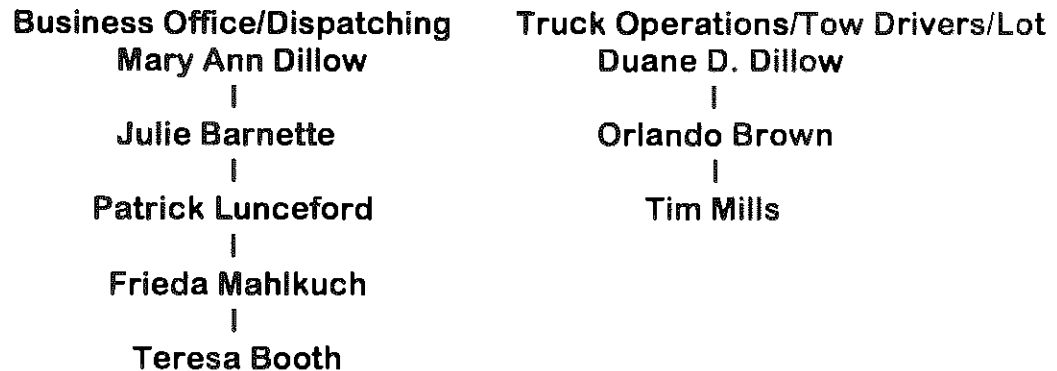 Business Office/Dispatching
Mary Ann Dillow
Julie Barnette
Patrick Lunceford
Frieda Mahlkuch
Teresa Booth
Truck Operations/Tow Drivers/Lot
Duane D. Dillow
Orlando Brown
Tim Mills